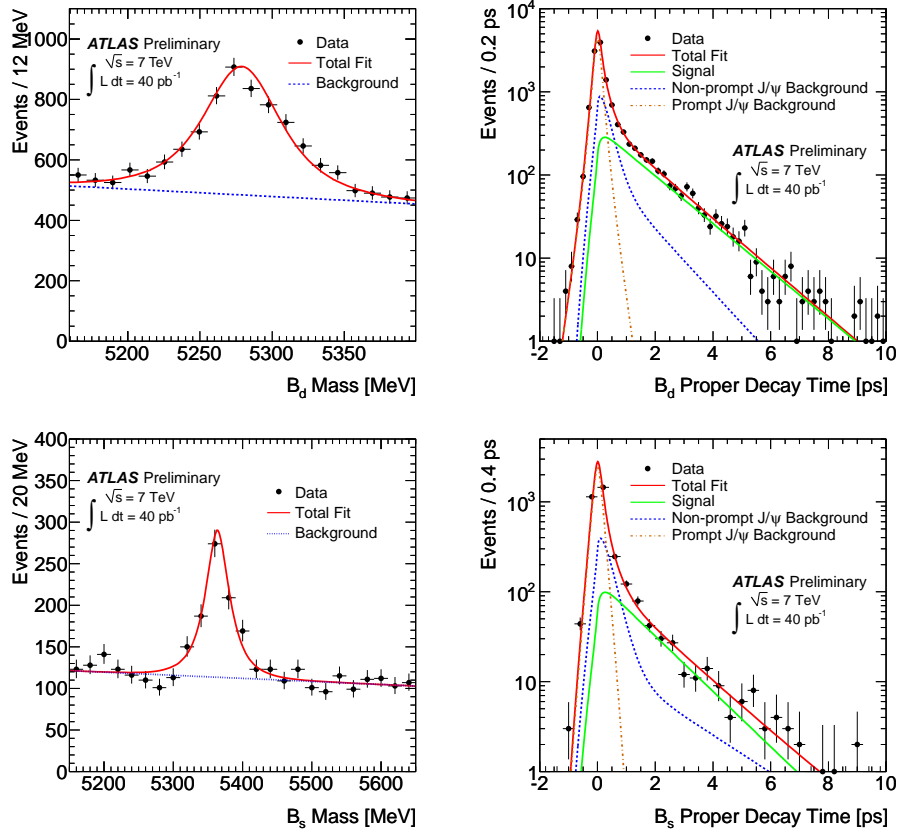 Events / 12 MeV
1000
800
600
400
200
0
5200 5250 5300 5350
B_d Mass [MeV]
ATLAS Preliminary
√s = 7 TeV
∫ L dt = 40 pb⁻¹
Data
Total Fit
Background
Events / 0.2 ps
10⁴
10³
10²
10
1
-2 0 2 4 6 8 10
B_d Proper Decay Time [ps]
Data
Total Fit
Signal
Non-prompt J/ψ Background
Prompt J/ψ Background
ATLAS Preliminary
√s = 7 TeV
∫ L dt = 40 pb⁻¹
Events / 20 MeV
400
350
300
250
200
150
100
50
0
5200 5300 5400 5500 5600
B_s Mass [MeV]
ATLAS Preliminary
√s = 7 TeV
∫ L dt = 40 pb⁻¹
Data
Total Fit
Background
Events / 0.4 ps
10³
10²
10
1
-2 0 2 4 6 8 10
B_s Proper Decay Time [ps]
Data
Total Fit
Signal
Non-prompt J/ψ Background
Prompt J/ψ Background
ATLAS Preliminary
√s = 7 TeV
∫ L dt = 40 pb⁻¹